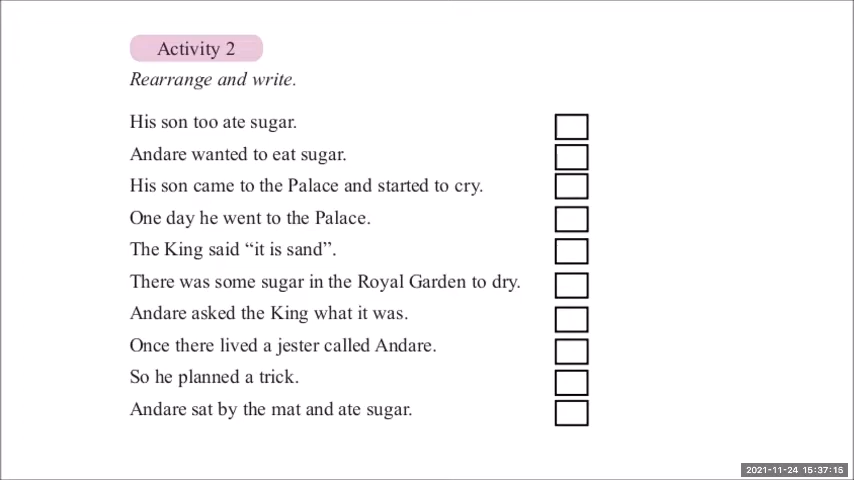 Activity 2
Rearrange and write.
His son too ate sugar.
Andare wanted to eat sugar.
His son came to the Palace and started to cry.
One day he went to the Palace.
The King said “it is sand”.
There was some sugar in the Royal Garden to dry.
Andare asked the King what it was.
Once there lived a jester called Andare.
So he planned a trick.
Andare sat by the mat and ate sugar.
2021-11-24 15:37:15